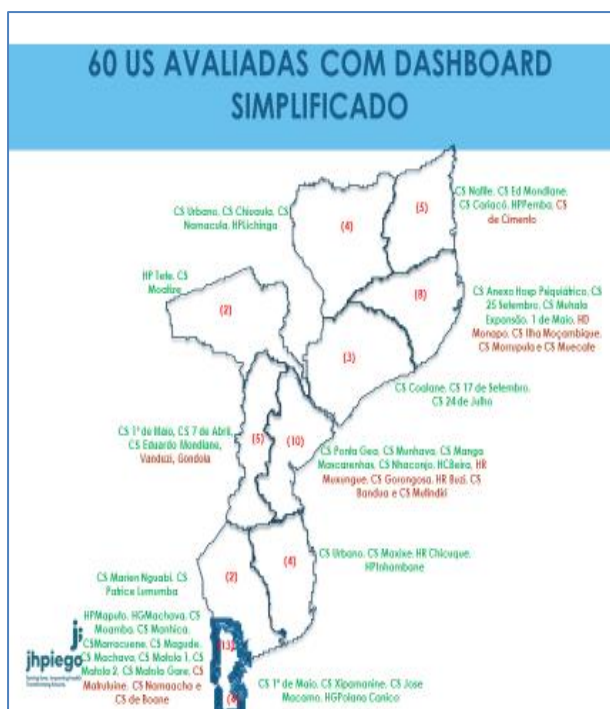 60 US AVALIADAS COM DASHBOARD
SIMPLIFICADO
CS Urbano, CS Chiuaula, CS
Namacula, HPLichinga
(4)
(5)
CS Natite, CS Ed Mondlane,
CS Cariacó, HPPemba, CS
de Cimento
HP Tete, CS
Moatize
(2)
(8)
CS Anexo Hosp Psiquiátrico, CS
25 Setembro, CS Muhala
Expansão, 1 de Maio, HD
Monapo, CS Ilha Moçambique,
CS Murrupula e CS Muecate
(3)
CS Coalane, CS 17 de Setembro,
CS 24 de Julho
CS 1º de Maio, CS 7 de Abril,
CS Eduardo Mondlane,
Vanduzi, Gondola
(5)
(10)
CS Ponta Gea, CS Munhava, CS Manga
Mascarenhas, CS Nhaconjo, HCBeira, HR
Muxungue, CS Gorongosa, HR Buzi, CS
Bandua e CS Mutindiri
CS Urbano, CS Maxixe, HR Chicuque,
HPInhambane
(4)
(2)
CS Marien Nguabi, CS
Patrice Lumumba
HPMaputo, HGMachava, CS
Moamba, CS Manhica,
CSMarracuene, CS Magude,
CS Machava, CS Matola 1, CS
Matola 2, CS Matola Gare, CS
Matutuine, CS Namaacha e
CS de Boane
(13)
jhpiego
CS 1º de Maio, CS Xipamanine, CS Jose
Macamo, HGPolana Canico